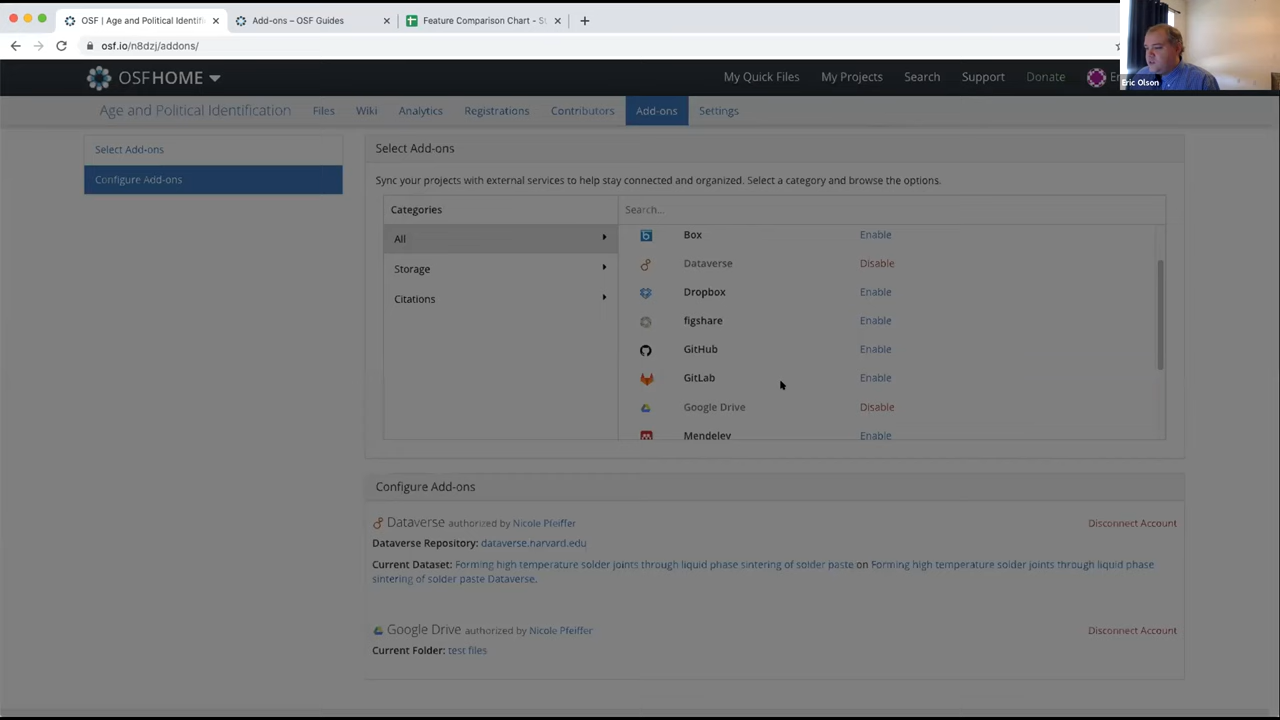 OSF | Age and Political Identifi
Add-ons – OSF Guides
Feature Comparison Chart - S
osf.io/n8dzj/addons/
Eric Olson
OSFHOME
My Quick Files
My Projects
Search
Support
Donate
Age and Political Identification
Files
Wiki
Analytics
Registrations
Contributors
Add-ons
Settings
Select Add-ons
Configure Add-ons
Select Add-ons
Sync your projects with external services to help stay connected and organized. Select a category and browse the options.
Categories
Search...
All
Storage
Citations
Box Enable
Dataverse Disable
Dropbox Enable
figshare Enable
GitHub Enable
GitLab Enable
Google Drive Disable
Mendeley Enable
Configure Add-ons
Dataverse authorized by Nicole Pfeiffer Disconnect Account
Dataverse Repository: dataverse.harvard.edu
Current Dataset: Forming high temperature solder joints through liquid phase sintering of solder paste on Forming high temperature solder joints through liquid phase
sintering of solder paste Dataverse.
Google Drive authorized by Nicole Pfeiffer Disconnect Account
Current Folder: test files